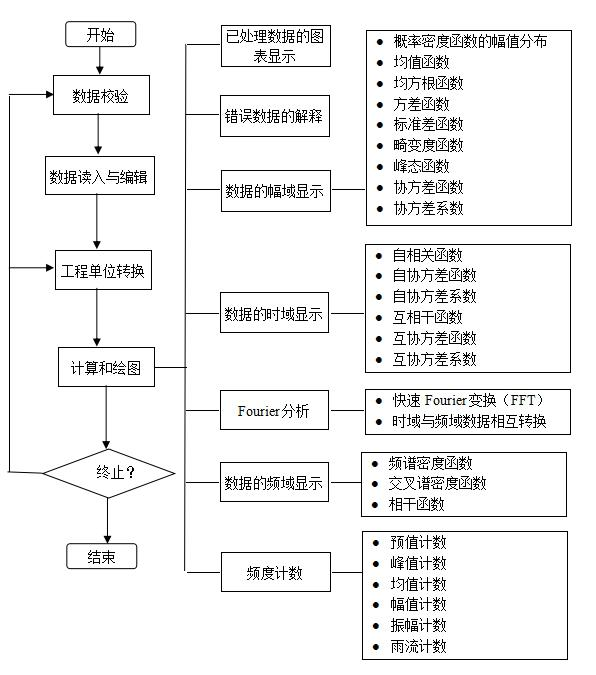 开始
数据校验
数据读入与编辑
工程单位转换
计算和绘图
终止?
结束
已处理数据的图
表显示
错误数据的解释
数据的幅域显示
● 概率密度函数的幅值分布
● 均值函数
● 均方根函数
● 方差函数
● 标准差函数
● 畸变度函数
● 峰态函数
● 协方差函数
● 协方差系数
数据的时域显示
● 自相关函数
● 自协方差函数
● 自协方差系数
● 互相干函数
● 互协方差函数
● 互协方差系数
Fourier分析
● 快速 Fourier变换（FFT）
● 时域与频域数据相互转换
数据的频域显示
● 频谱密度函数
● 交叉谱密度函数
● 相干函数
频度计数
● 预值计数
● 峰值计数
● 均值计数
● 幅值计数
● 振幅计数
● 雨流计数